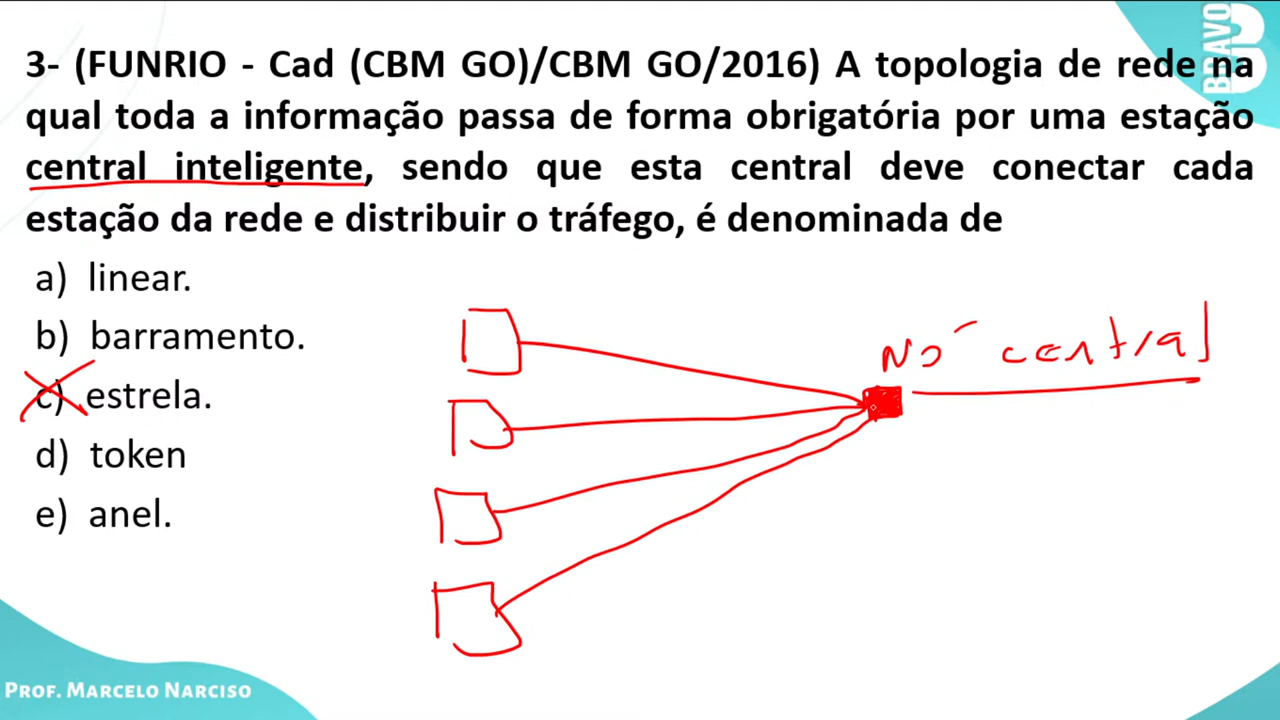 3- (FUNRIO - Cad (CBM GO)/CBM GO/2016) A topologia de rede na
qual toda a informação passa de forma obrigatória por uma estação
central inteligente, sendo que esta central deve conectar cada
estação da rede e distribuir o tráfego, é denominada de
a) linear.
b) barramento.
c) estrela.
d) token
e) anel.
Nó central
BRAVO
PROF. MARCELO NARCISO